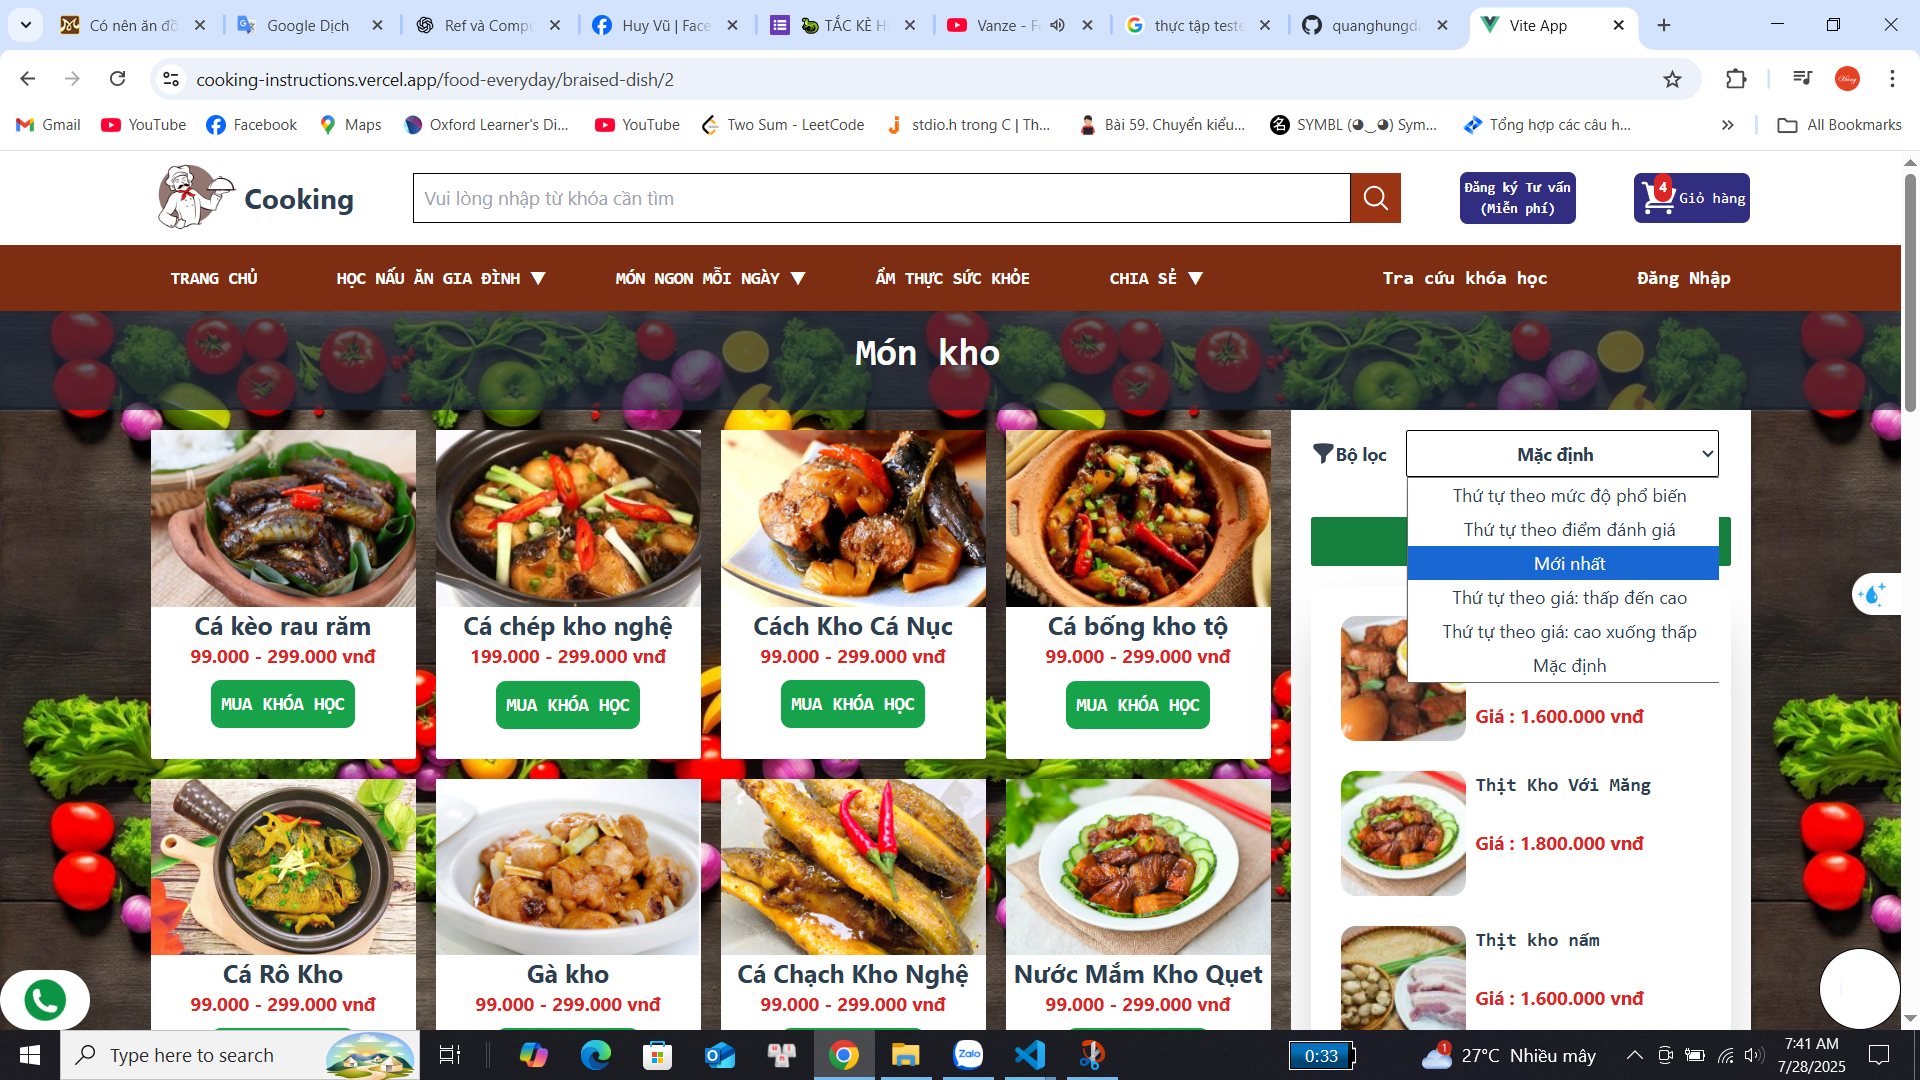 Có nên ăn đồ
Google Dịch
Ref và Compu
Huy Vũ | Face
TẮC KÈ H
Vanze - F
thực tập teste
quanghungda
Vite App
cooking-instructions.vercel.app/food-everyday/braised-dish/2
Gmail
YouTube
Facebook
Maps
Oxford Learner's Di...
YouTube
Two Sum - LeetCode
stdio.h trong C | Th...
Bài 59. Chuyển kiểu...
SYMBL (◕‿◕) Sym...
Tổng hợp các câu h...
All Bookmarks
Cooking
Vui lòng nhập từ khóa cần tìm
Đăng ký Tư vấn
(Miễn phí)
4
Giỏ hàng
TRANG CHỦ
HỌC NẤU ĂN GIA ĐÌNH ▼
MÓN NGON MỖI NGÀY ▼
ẨM THỰC SỨC KHỎE
CHIA SẺ ▼
Tra cứu khóa học
Đăng Nhập
Món kho
Bộ lọc
Mặc định
Thứ tự theo mức độ phổ biến
Thứ tự theo điểm đánh giá
Mới nhất
Thứ tự theo giá: thấp đến cao
Thứ tự theo giá: cao xuống thấp
Mặc định
Cá kèo rau răm
99.000 - 299.000 vnđ
MUA KHÓA HỌC
Cá chép kho nghệ
199.000 - 299.000 vnđ
MUA KHÓA HỌC
Cách Kho Cá Nục
99.000 - 299.000 vnđ
MUA KHÓA HỌC
Cá bống kho tộ
99.000 - 299.000 vnđ
MUA KHÓA HỌC
Giá : 1.600.000 vnđ
Thịt Kho Với Măng
Giá : 1.800.000 vnđ
Thịt kho nấm
Giá : 1.600.000 vnđ
Cá Rô Kho
99.000 - 299.000 vnđ
Gà kho
99.000 - 299.000 vnđ
Cá Chạch Kho Nghệ
99.000 - 299.000 vnđ
Nước Mắm Kho Quẹt
99.000 - 299.000 vnđ
Type here to search
Zalo
0:33
1
27°C Nhiều mây
7:41 AM
7/28/2025